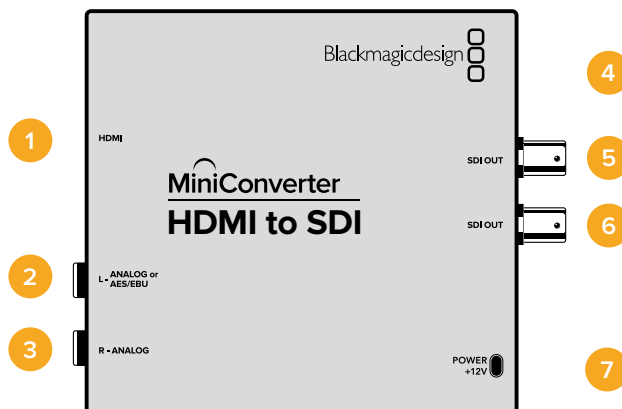 Blackmagicdesign
4
1
HDMI
SDI OUT
5
MiniConverter
HDMI to SDI
SDI OUT
6
2
L - ANALOG or
AES/EBU
3
R - ANALOG
POWER
+12V
7